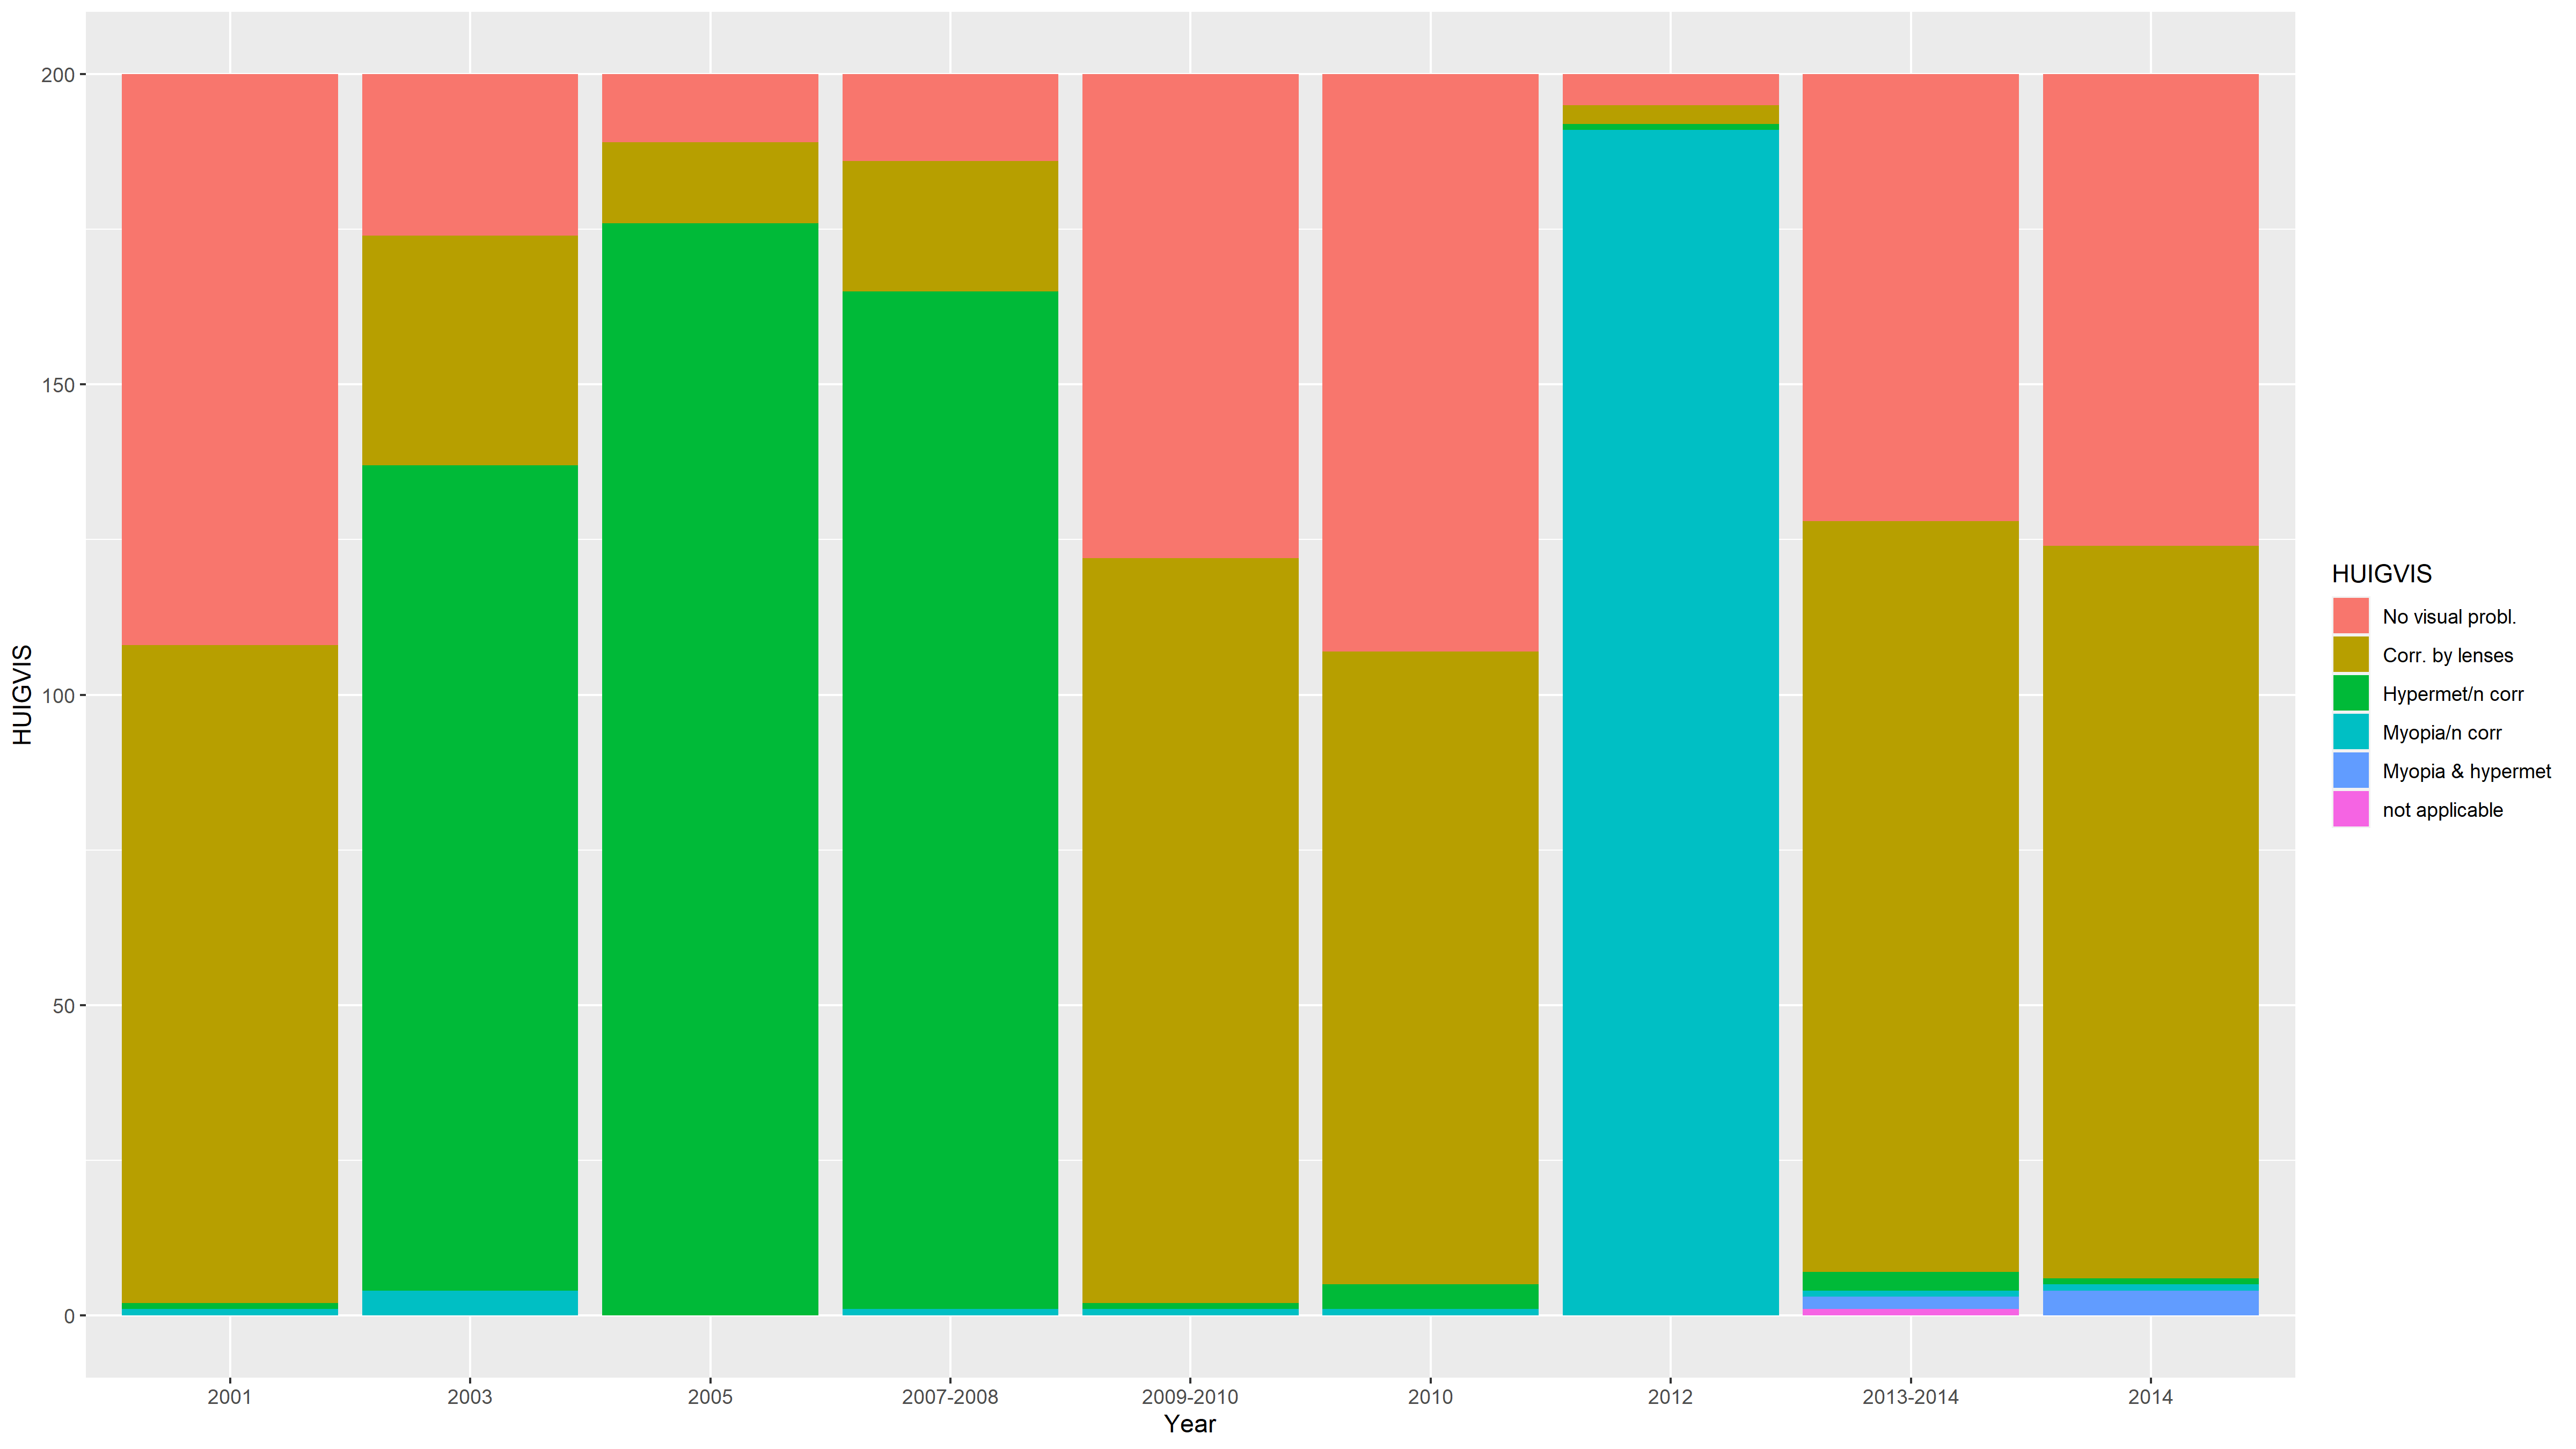 200
150
100
50
0
HUIGVIS
2001 2003 2005 2007-2008 2009-2010 2010 2012 2013-2014 2014
Year
HUIGVIS
No visual probl.
Corr. by lenses
Hypermet/n corr
Myopia/n corr
Myopia & hypermet
not applicable